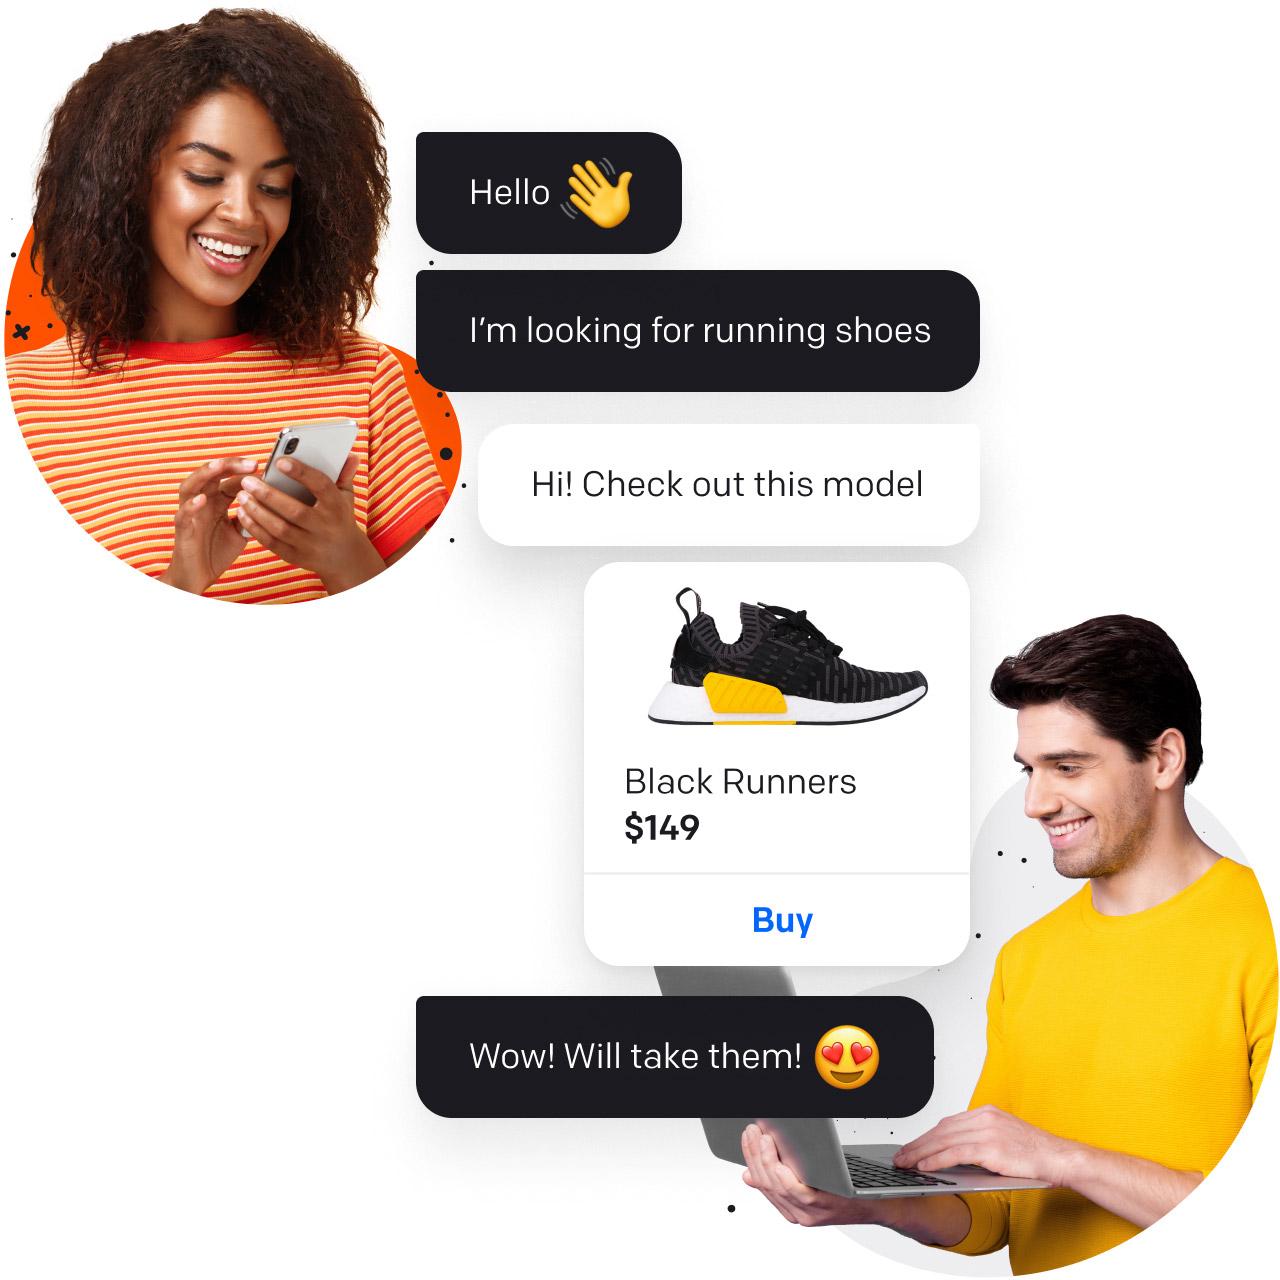 Hello 👋
I’m looking for running shoes
Hi! Check out this model
Black Runners
$149
Buy
Wow! Will take them! 😍